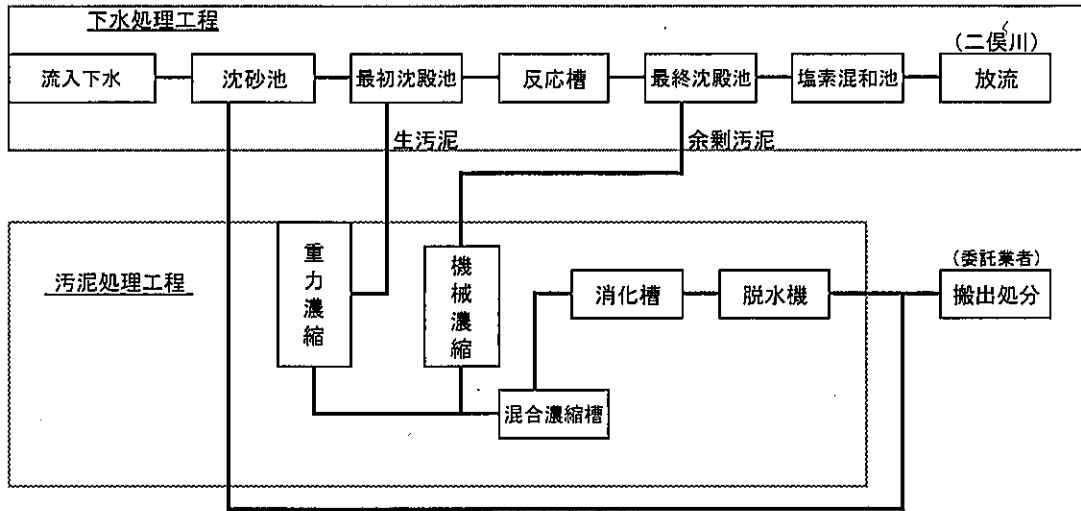 下水処理工程
(二俣川)
流入下水
沈砂池
最初沈殿池
反応槽
最終沈殿池
塩素混和池
放流
生汚泥
余剰汚泥
汚泥処理工程
重力濃縮
機械濃縮
消化槽
脱水機
(委託業者)
搬出処分
混合濃縮槽